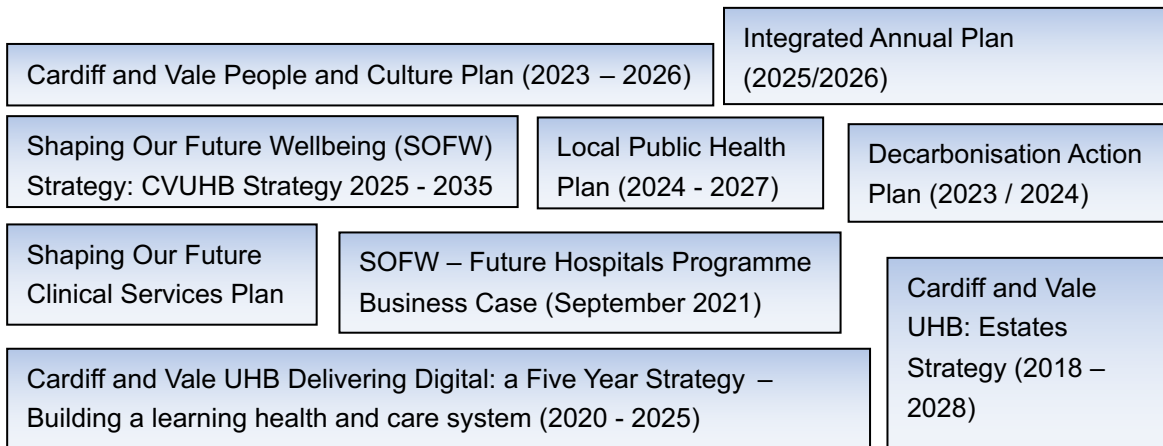 Cardiff and Vale People and Culture Plan (2023 – 2026)
Integrated Annual Plan
(2025/2026)
Shaping Our Future Wellbeing (SOFW)
Strategy: CVUHB Strategy 2025 - 2035
Local Public Health
Plan (2024 - 2027)
Decarbonisation Action
Plan (2023 / 2024)
Shaping Our Future
Clinical Services Plan
SOFW – Future Hospitals Programme
Business Case (September 2021)
Cardiff and Vale
UHB: Estates
Strategy (2018 –
2028)
Cardiff and Vale UHB Delivering Digital: a Five Year Strategy –
Building a learning health and care system (2020 - 2025)